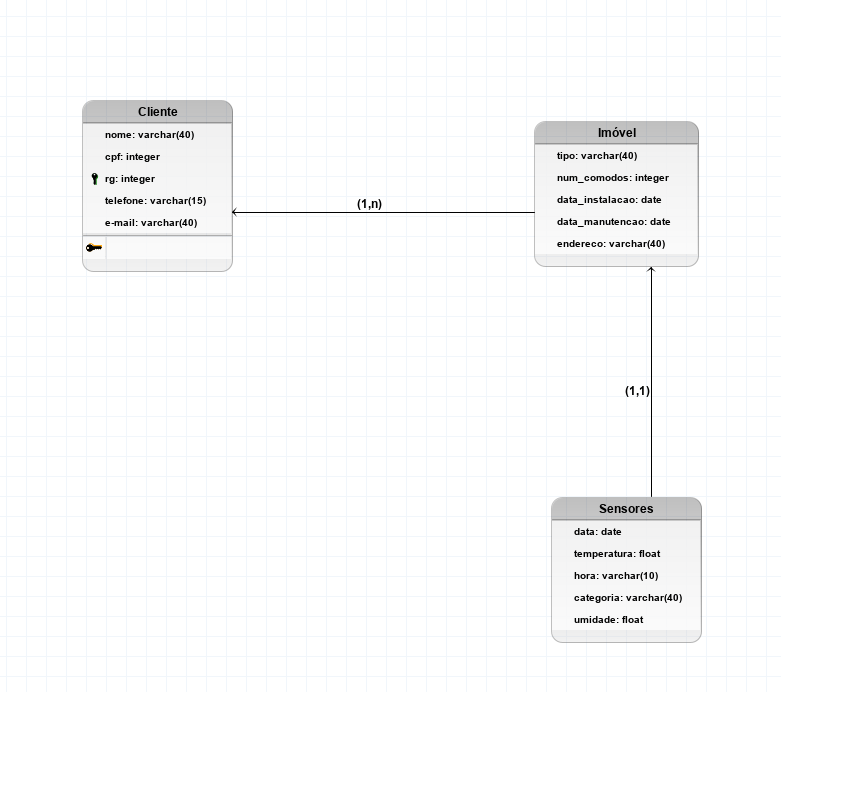 Cliente
nome: varchar(40)
cpf: integer
rg: integer
telefone: varchar(15)
e-mail: varchar(40)
(1,n)
Imóvel
tipo: varchar(40)
num_comodos: integer
data_instalacao: date
data_manutencao: date
endereco: varchar(40)
(1,1)
Sensores
data: date
temperatura: float
hora: varchar(10)
categoria: varchar(40)
umidade: float